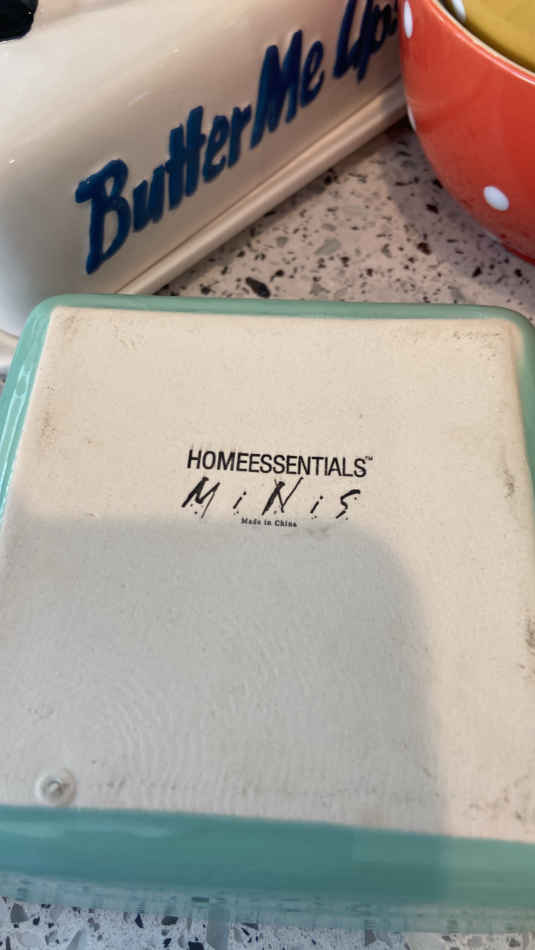 Butter Me Up!
HOMEESSENTIALS™
MiNiS
Made in China